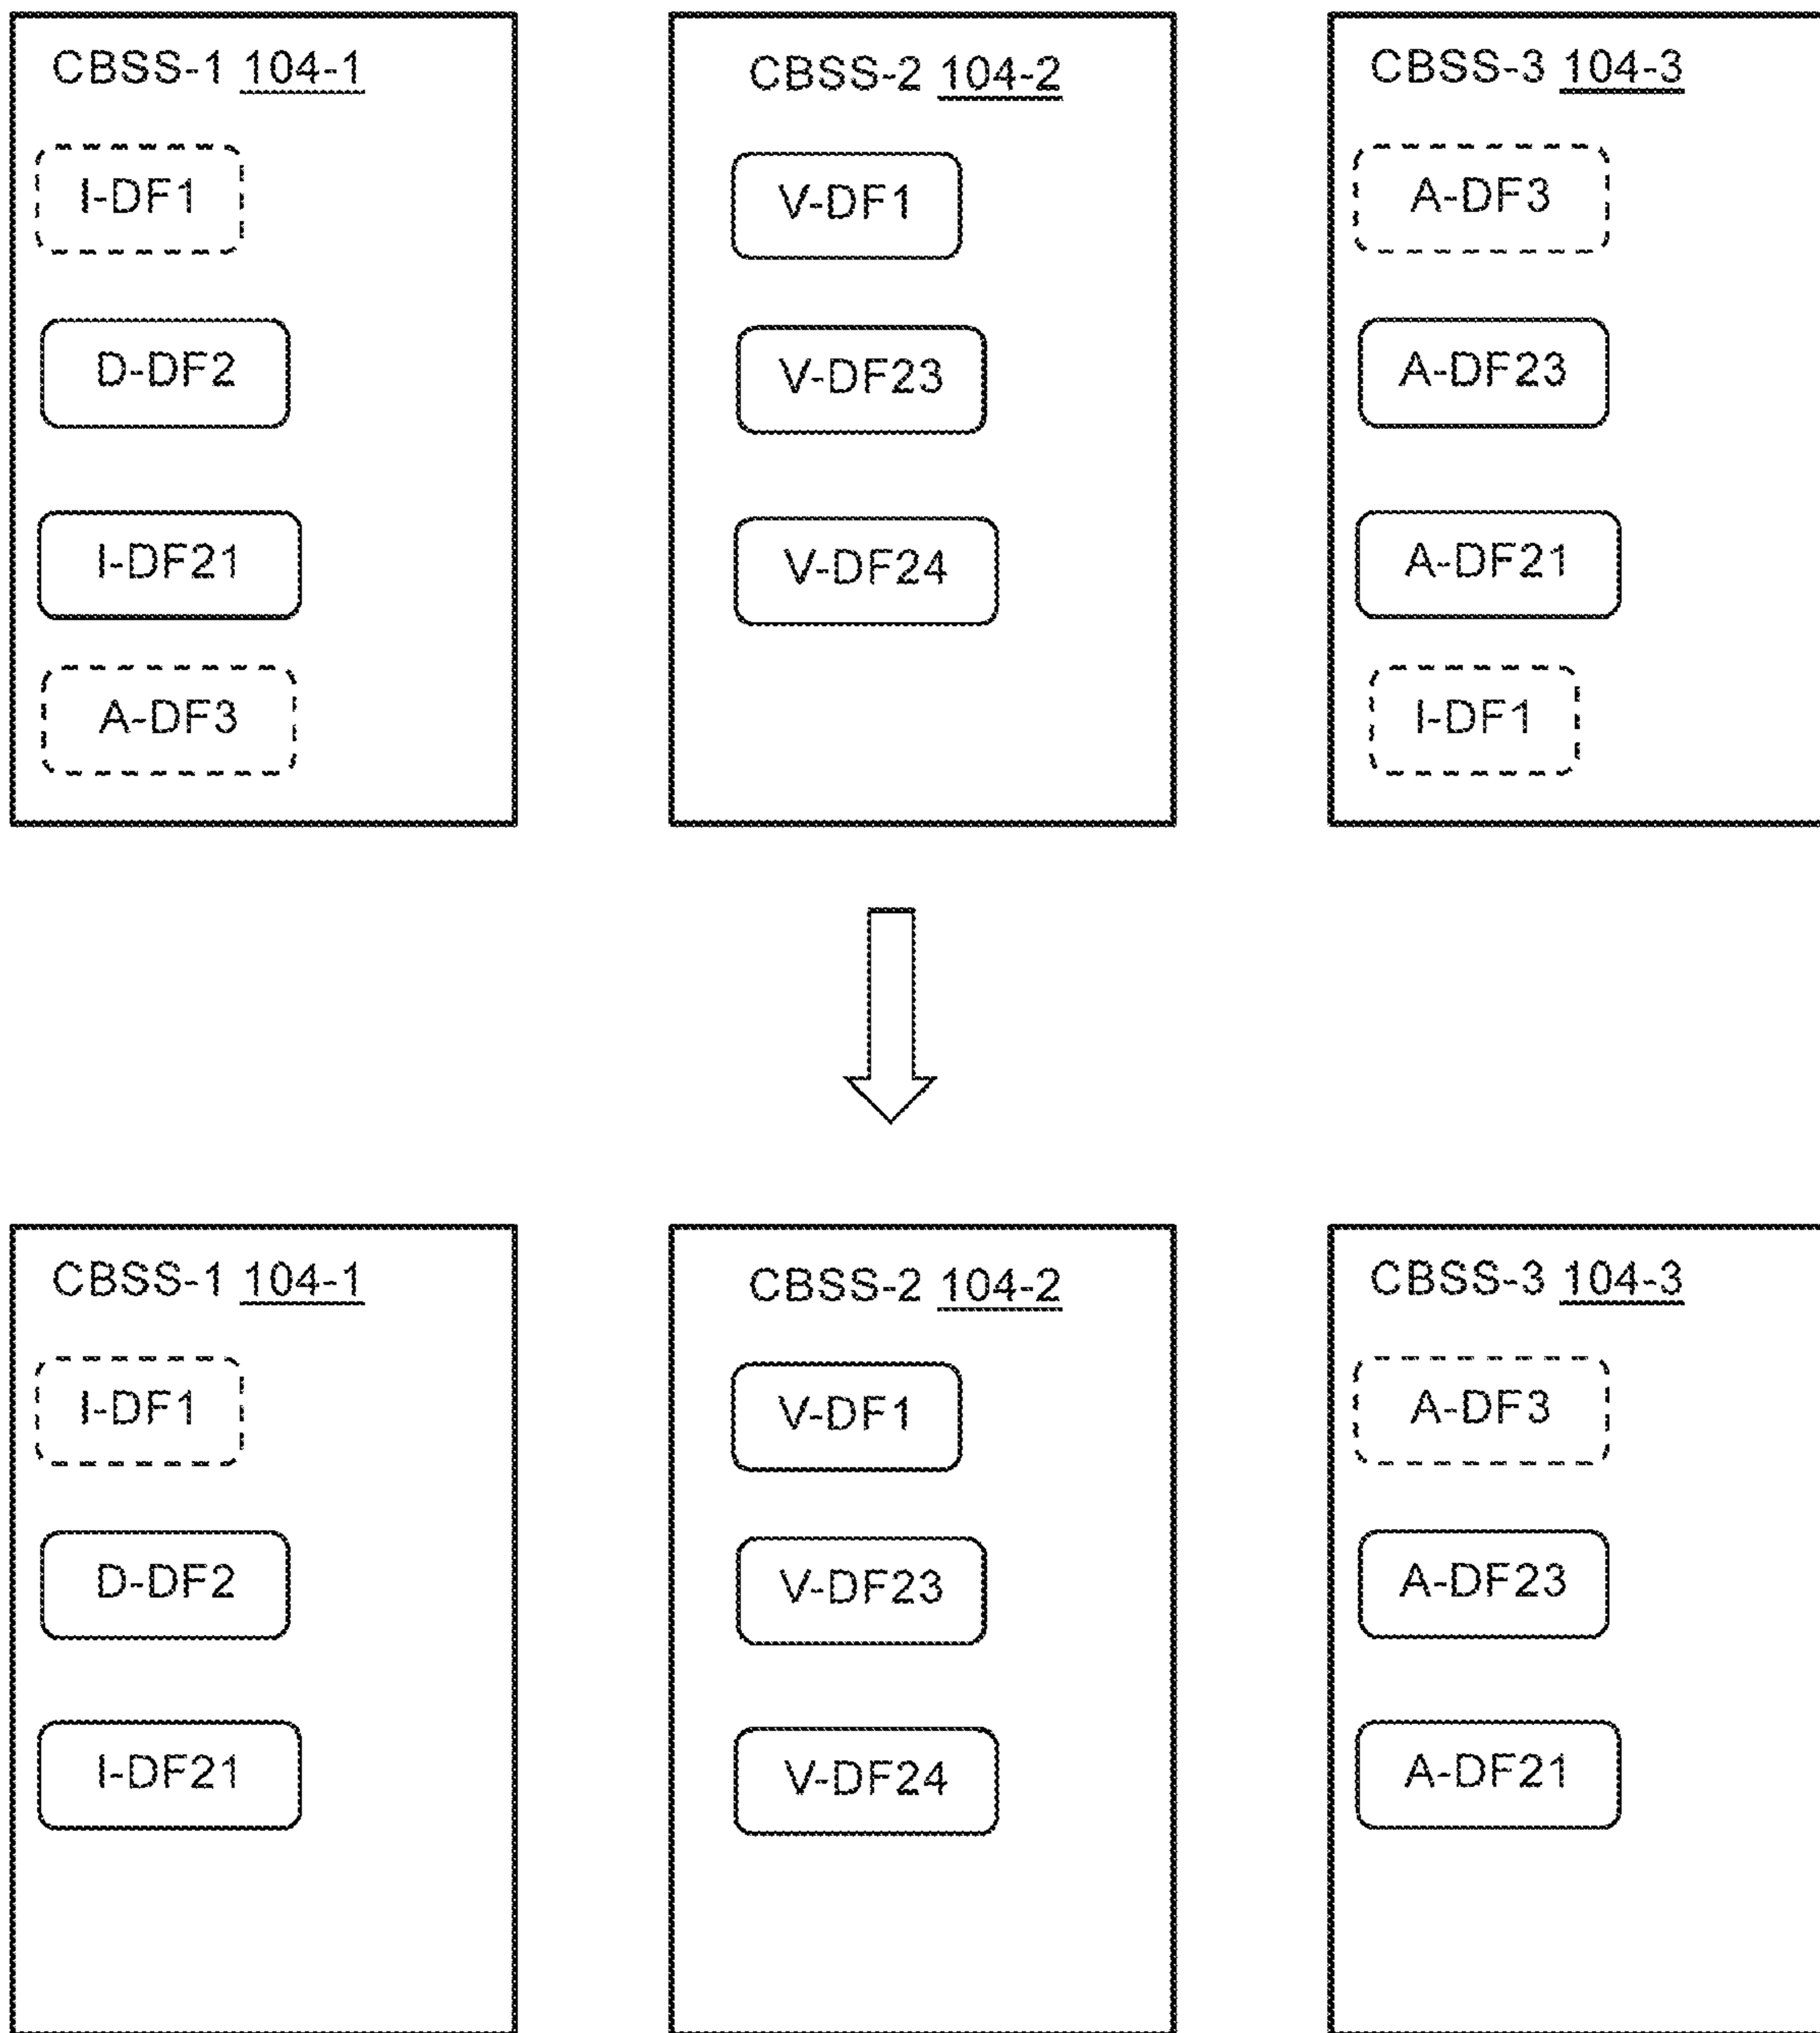 CBSS-1 104-1
I-DF1
D-DF2
I-DF21
A-DF3
CBSS-2 104-2
V-DF1
V-DF23
V-DF24
CBSS-3 104-3
A-DF3
A-DF23
A-DF21
I-DF1
CBSS-1 104-1
I-DF1
D-DF2
I-DF21
CBSS-2 104-2
V-DF1
V-DF23
V-DF24
CBSS-3 104-3
A-DF3
A-DF23
A-DF21